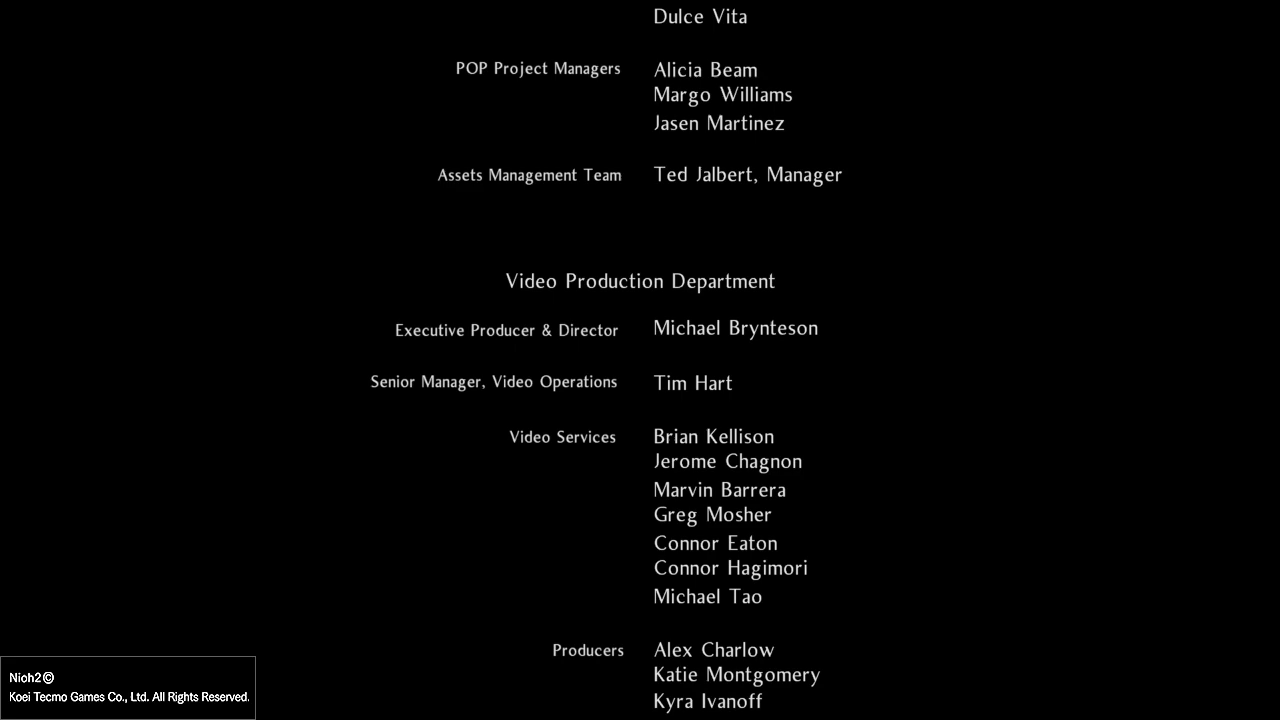 Dulce Vita
POP Project Managers Alicia Beam
Margo Williams
Jasen Martinez
Assets Management Team Ted Jalbert, Manager
Video Production Department
Executive Producer & Director Michael Brynteson
Senior Manager, Video Operations Tim Hart
Video Services Brian Kellison
Jerome Chagnon
Marvin Barrera
Greg Mosher
Connor Eaton
Connor Hagimori
Michael Tao
Producers Alex Charlow
Katie Montgomery
Kyra Ivanoff
Nioh2©
Koei Tecmo Games Co., Ltd. All Rights Reserved.